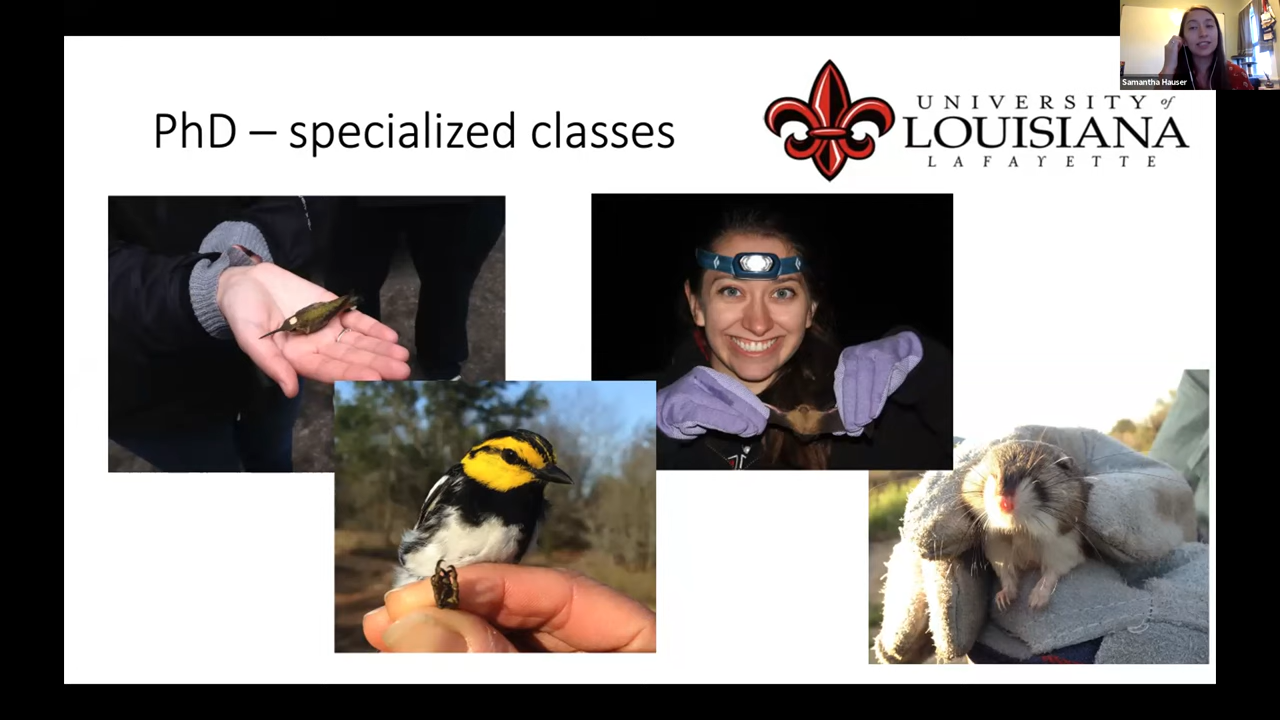 Samantha Hauser
PhD – specialized classes
UNIVERSITY of
LOUISIANA
LAFAYETTE